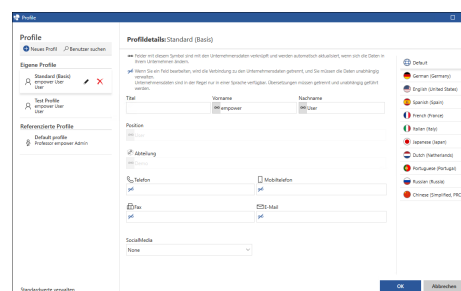 Profile
Profile
Neues Profil Benutzer suchen
Eigene Profile
Standard (Basis)
empower User
User
Test Profile
empower User
User
Referenzierte Profile
Default profile
Professor empower Admin
Standardwerte verwalten
Profildetails: Standard (Basis)
Felder mit diesem Symbol sind mit den Unternehmensdaten verknüpft und werden automatisch aktualisiert, wenn sich die Daten in
Ihrem Unternehmen ändern.
Wenn Sie ein Feld bearbeiten, wird die Verbindung zu den Unternehmensdaten getrennt, und Sie müssen die Daten unabhängig
verwalten.
Unternehmensdaten sind in der Regel nur in einer Sprache verfügbar, Übersetzungen müssen getrennt und unabhängig geführt
werden.
Titel Vorname Nachname
empower User
Position
Abteilung
Telefon Mobiltelefon
Fax E-Mail
SocialMedia
None
Default
German (Germany)
English (United States)
Spanish (Spain)
French (France)
Italian (Italy)
Japanese (Japan)
Dutch (Netherlands)
Portuguese (Portugal)
Russian (Russia)
Chinese (Simplified, PRC
OK Abbrechen